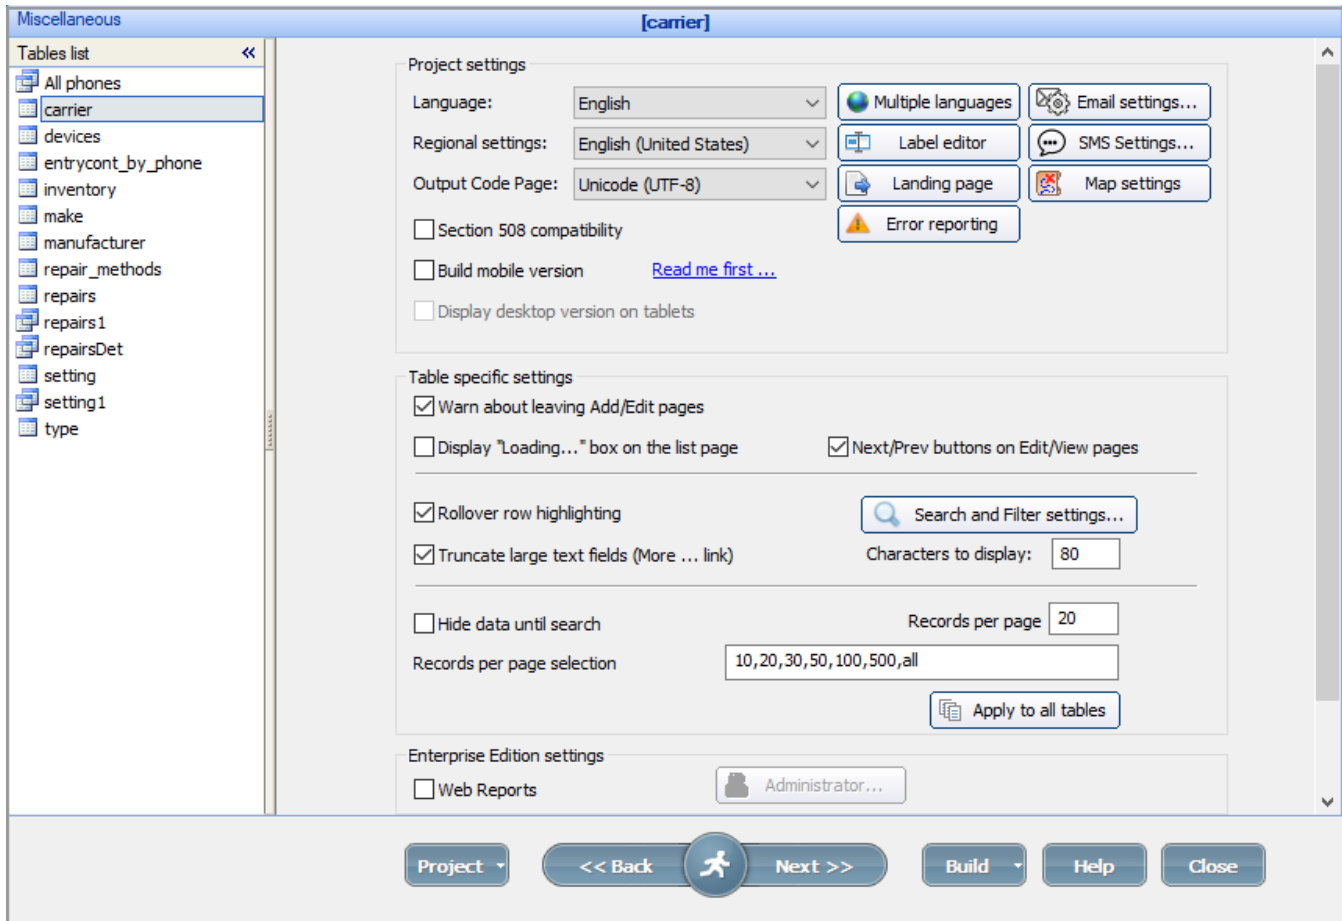 Miscellaneous
[carrier]
Tables list
All phones
carrier
devices
entrycont_by_phone
inventory
make
manufacturer
repair_methods
repairs
repairs1
repairsDet
setting
setting1
type
Project settings
Language: English Multiple languages Email settings...
Regional settings: English (United States) Label editor SMS Settings...
Output Code Page: Unicode (UTF-8) Landing page Map settings
Section 508 compatibility Error reporting
Build mobile version Read me first ...
Display desktop version on tablets
Table specific settings
Warn about leaving Add/Edit pages
Display "Loading..." box on the list page Next/Prev buttons on Edit/View pages
Rollover row highlighting Search and Filter settings...
Truncate large text fields (More ... link) Characters to display: 80
Hide data until search Records per page 20
Records per page selection 10,20,30,50,100,500,all
Apply to all tables
Enterprise Edition settings
Web Reports Administrator...
Project << Back Next >> Build Help Close